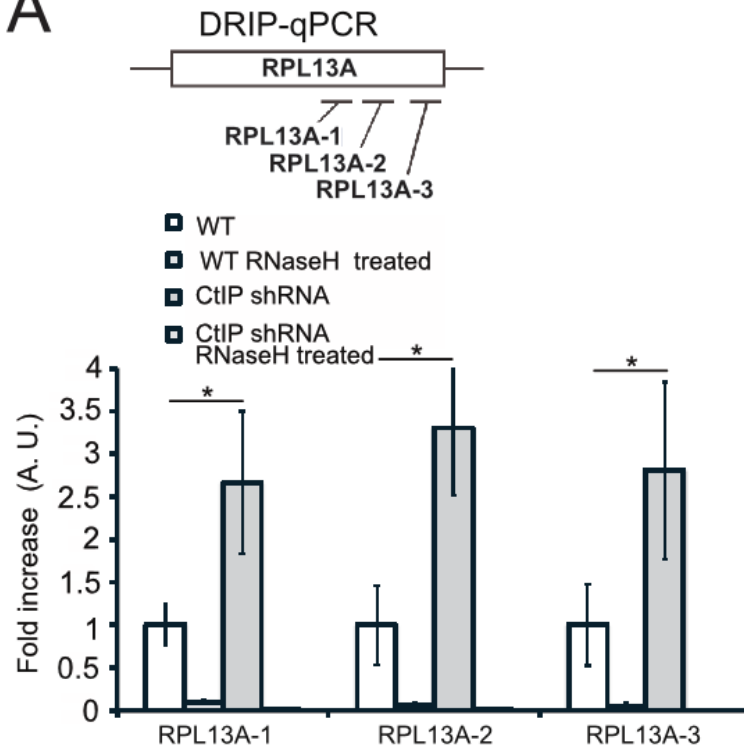 A
DRIP-qPCR
RPL13A
RPL13A-1
RPL13A-2
RPL13A-3
WT
WT RNaseH treated
CtIP shRNA
CtIP shRNA
RNaseH treated
*
*
*
Fold increase (A. U.)
4
3.5
3
2.5
2
1.5
1
0.5
0
RPL13A-1
RPL13A-2
RPL13A-3